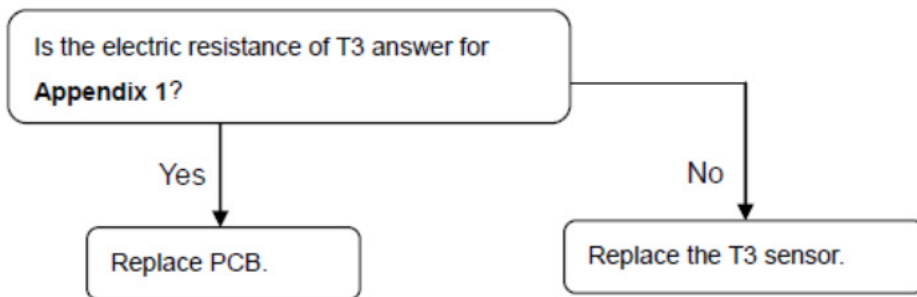 Is the electric resistance of T3 answer for
Appendix 1?
Yes
No
Replace PCB.
Replace the T3 sensor.